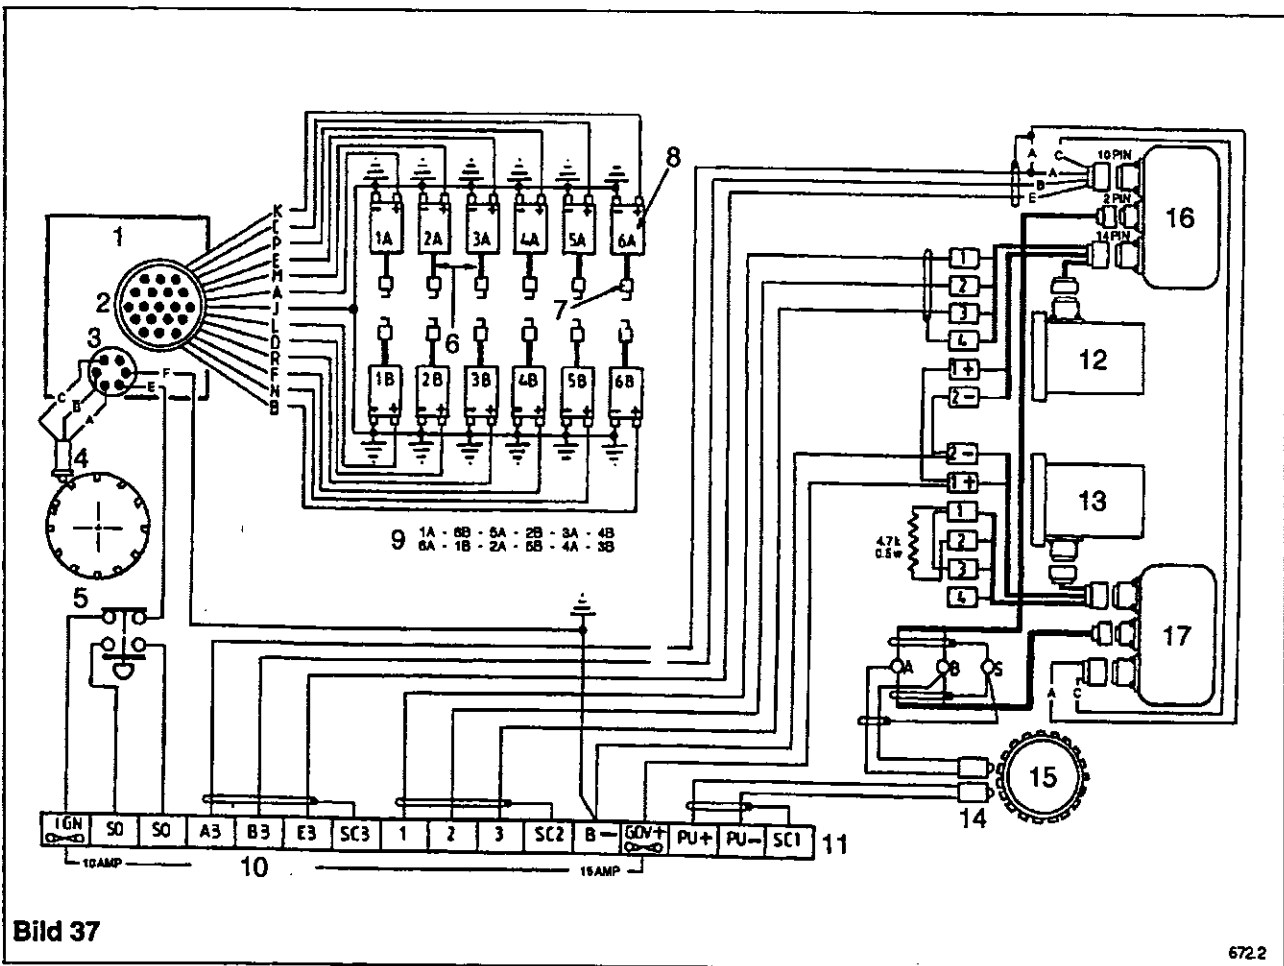 8
K
C
P
E
M
A
J
L
D
R
F
N
B
1
2
3
F
E
C
B
A
4
5
1A 2A 3A 4A 5A 6A
6
7
1B 2B 3B 4B 5B 6B
9
1A - 6B - 5A - 2B - 3A - 4B
6A - 1B - 2A - 5B - 4A - 3B
A
C
A
B
E
10 PIN
2 PIN
14 PIN
16
1
2
3
4
1+
2-
12
2-
1+
1
2
3
4
4.7k
0.5w
13
17
A B S
A C
15
14
IGN SO SO A3 B3 E3 SC3 1 2 3 SC2 B- GOV+ PU+ PU- SC1 11
10 AMP
10
15 AMP
Bild 37
672.2